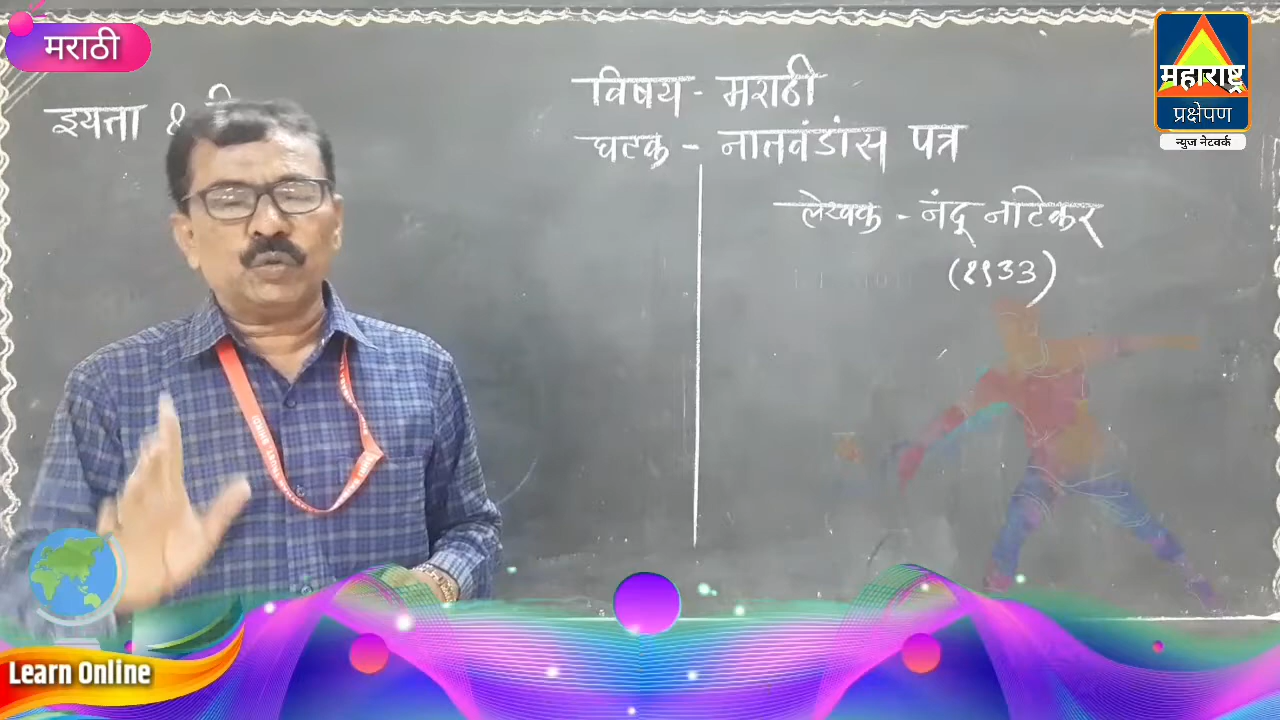 मराठी
महाराष्ट्र
प्रक्षेपण
न्युज नेटवर्क
विषय - मराठी
इयत्ता ८
घटक - नातवंडांस पत्र
लेखक - नंदू नाटेकर
(१९३३)
Learn Online